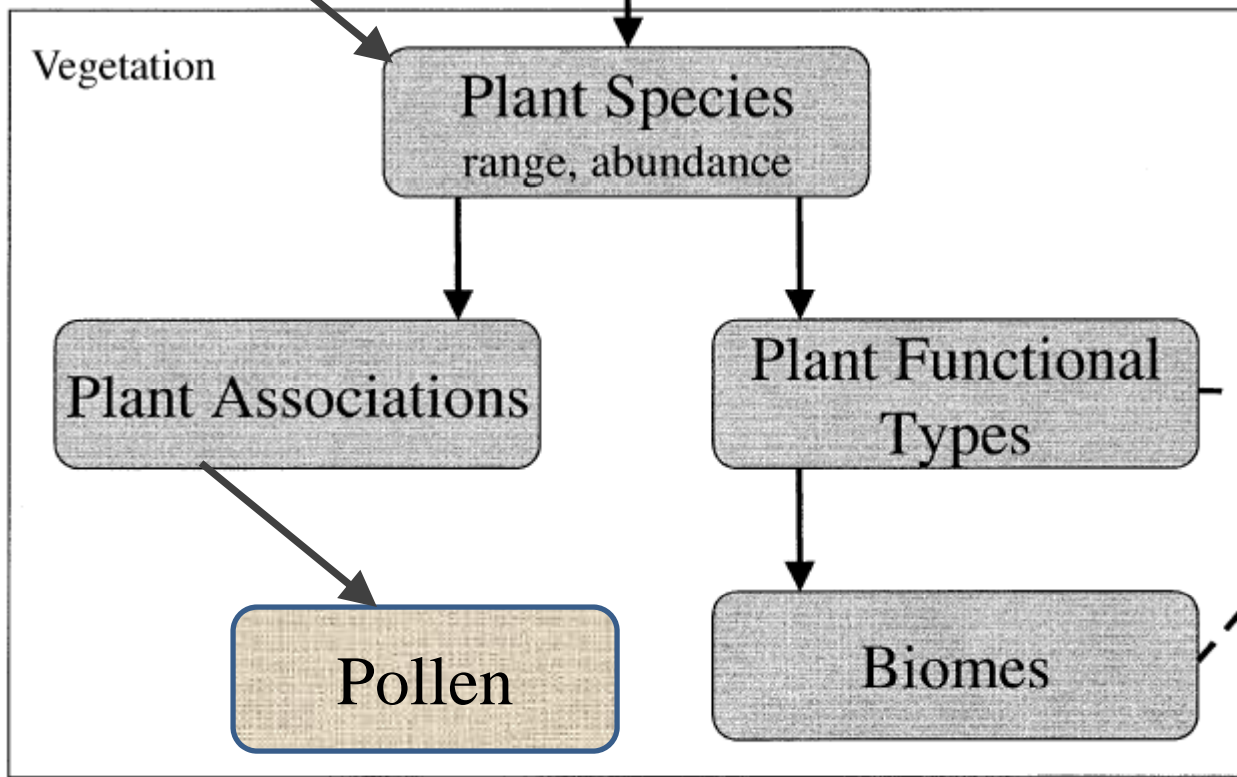 Vegetation
Plant Species
range, abundance
Plant Associations
Plant Functional
Types
Pollen
Biomes